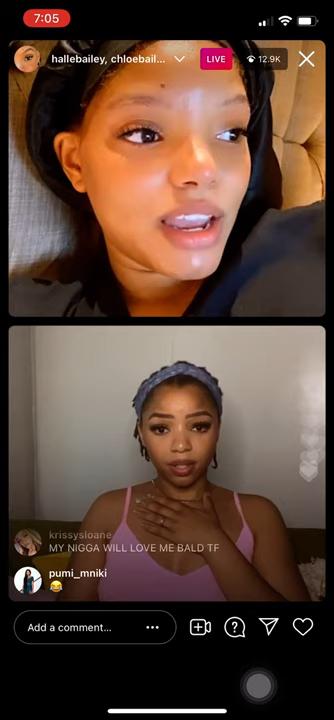 7:05
hallebailey, chloebail...
LIVE
12.9K
krissysloane
MY NIGGA WILL LOVE ME BALD TF
pumi_mniki
😂
Add a comment...